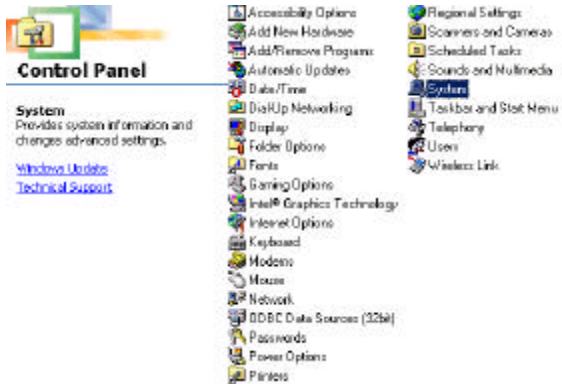 Control Panel
System
Provides system information and
changes advanced settings.
Windows Update
Technical Support
Accessibility Options
Add New Hardware
Add/Remove Programs
Automatic Updates
Date/Time
Dial-Up Networking
Display
Folder Options
Fonts
Gaming Options
Intel® Graphics Technology
Internet Options
Keyboard
Modems
Mouse
Network
ODBC Data Sources (32bit)
Passwords
Power Options
Printers
Regional Settings
Scanners and Cameras
Scheduled Tasks
Sounds and Multimedia
System
Taskbar and Start Menu
Telephony
Users
Wireless Link